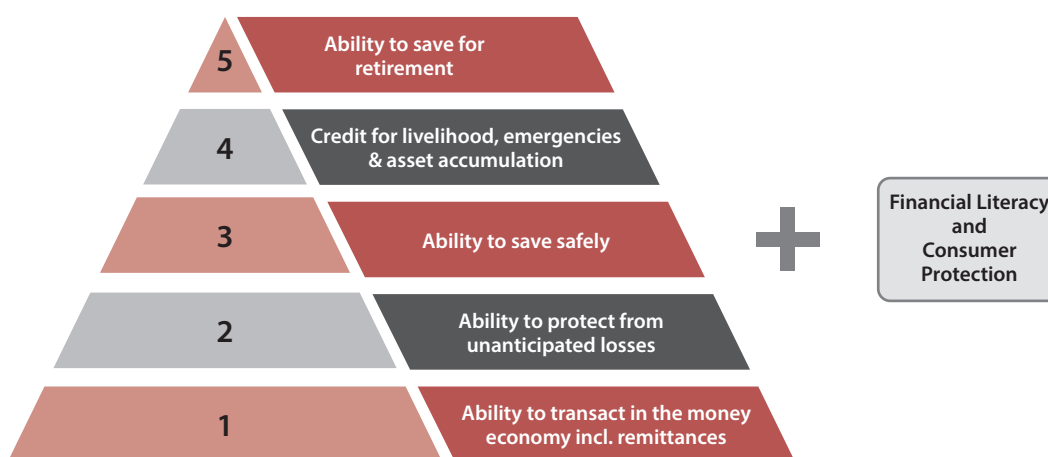 5
Ability to save for
retirement
4
Credit for livelihood, emergencies
& asset accumulation
3
Ability to save safely
2
Ability to protect from
unanticipated losses
1
Ability to transact in the money
economy incl. remittances
Financial Literacy
and
Consumer
Protection